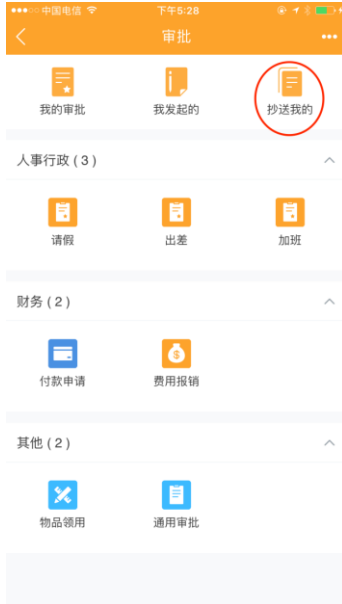 中国电信 下午5:28
审批
我的审批 我发起的 抄送我的
人事行政(3)
请假 出差 加班
财务(2)
付款申请 费用报销
其他(2)
物品领用 通用审批